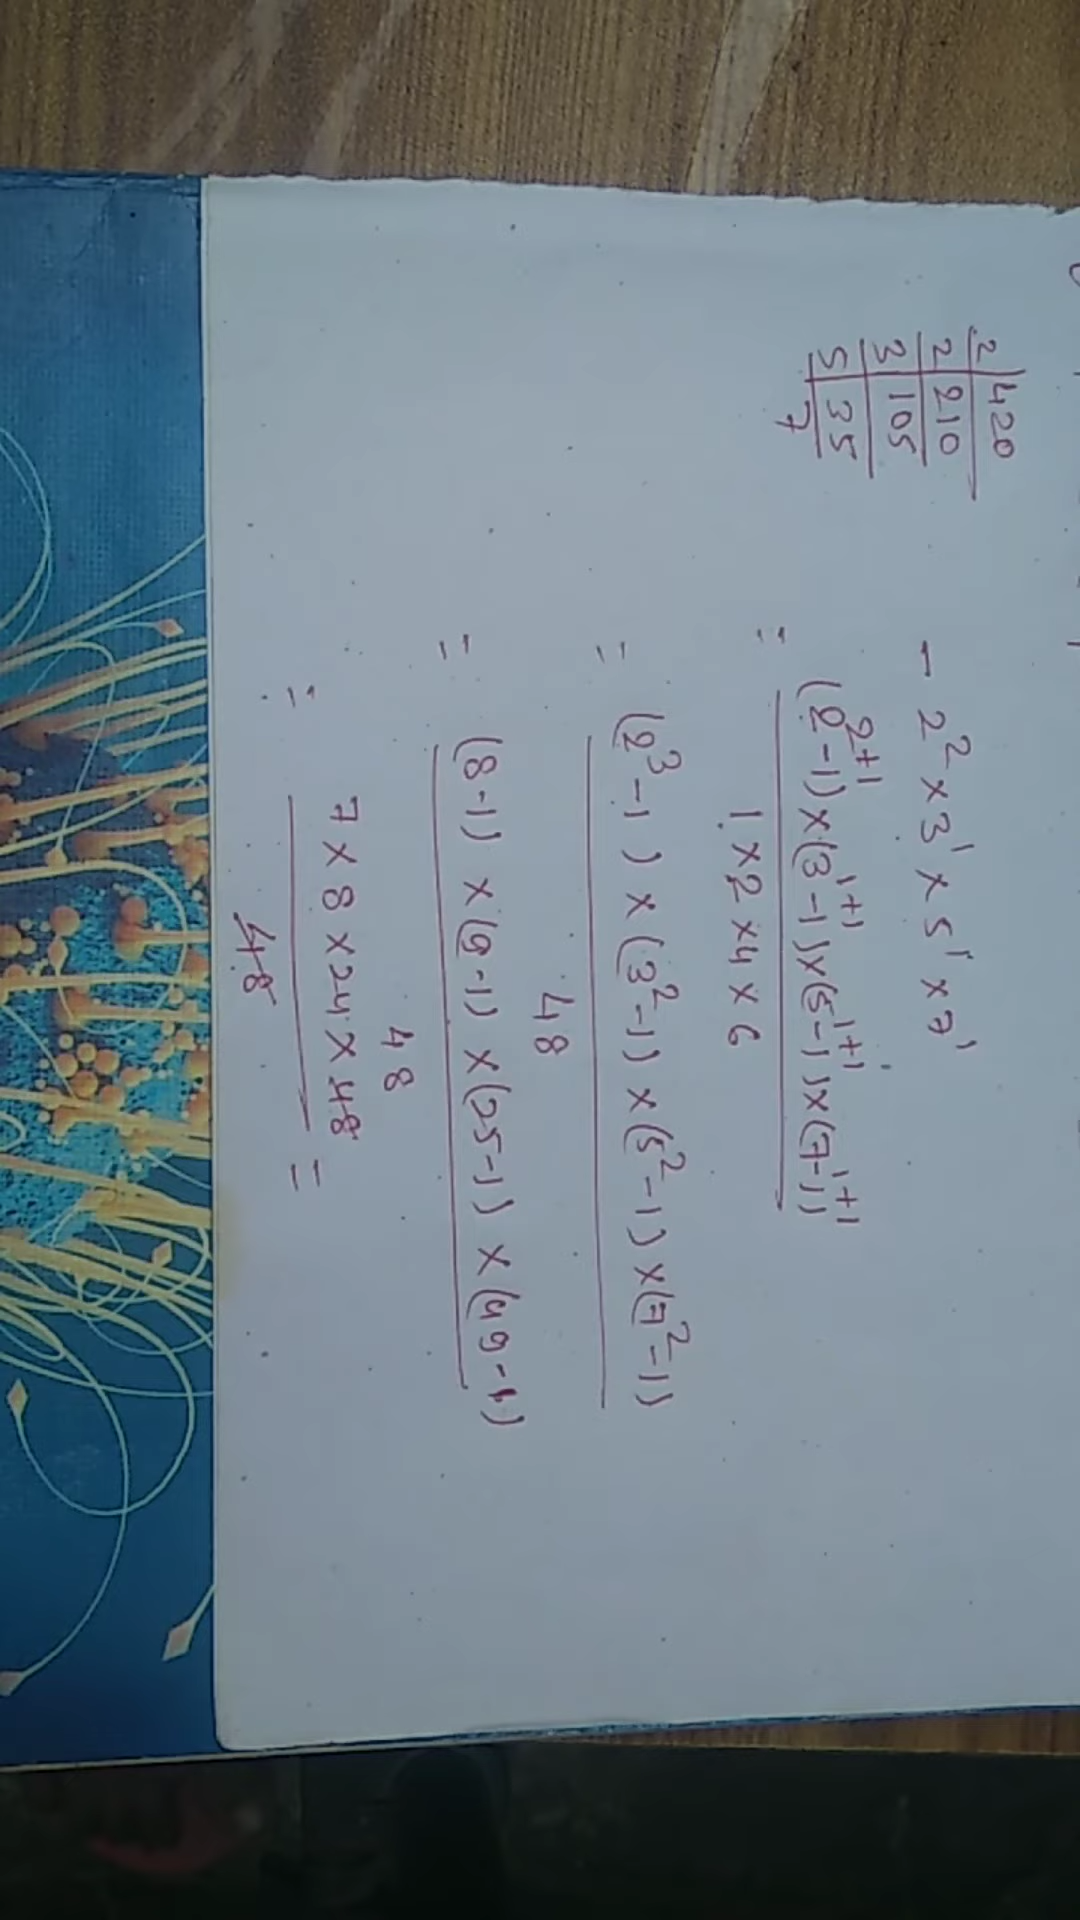 2 | 420
2 | 210
3 | 105
5 | 35
7
- 2² × 3¹ × 5¹ × 7¹
= (2²⁺¹-1) × (3¹⁺¹-1) × (5¹⁺¹-1) × (7¹⁺¹-1)
1 × 2 × 4 × 6
= (2³-1) × (3²-1) × (5²-1) × (7²-1)
48
= (8-1) × (9-1) × (25-1) × (49-1)
48
= 7 × 8 × 24 × 48 =
48